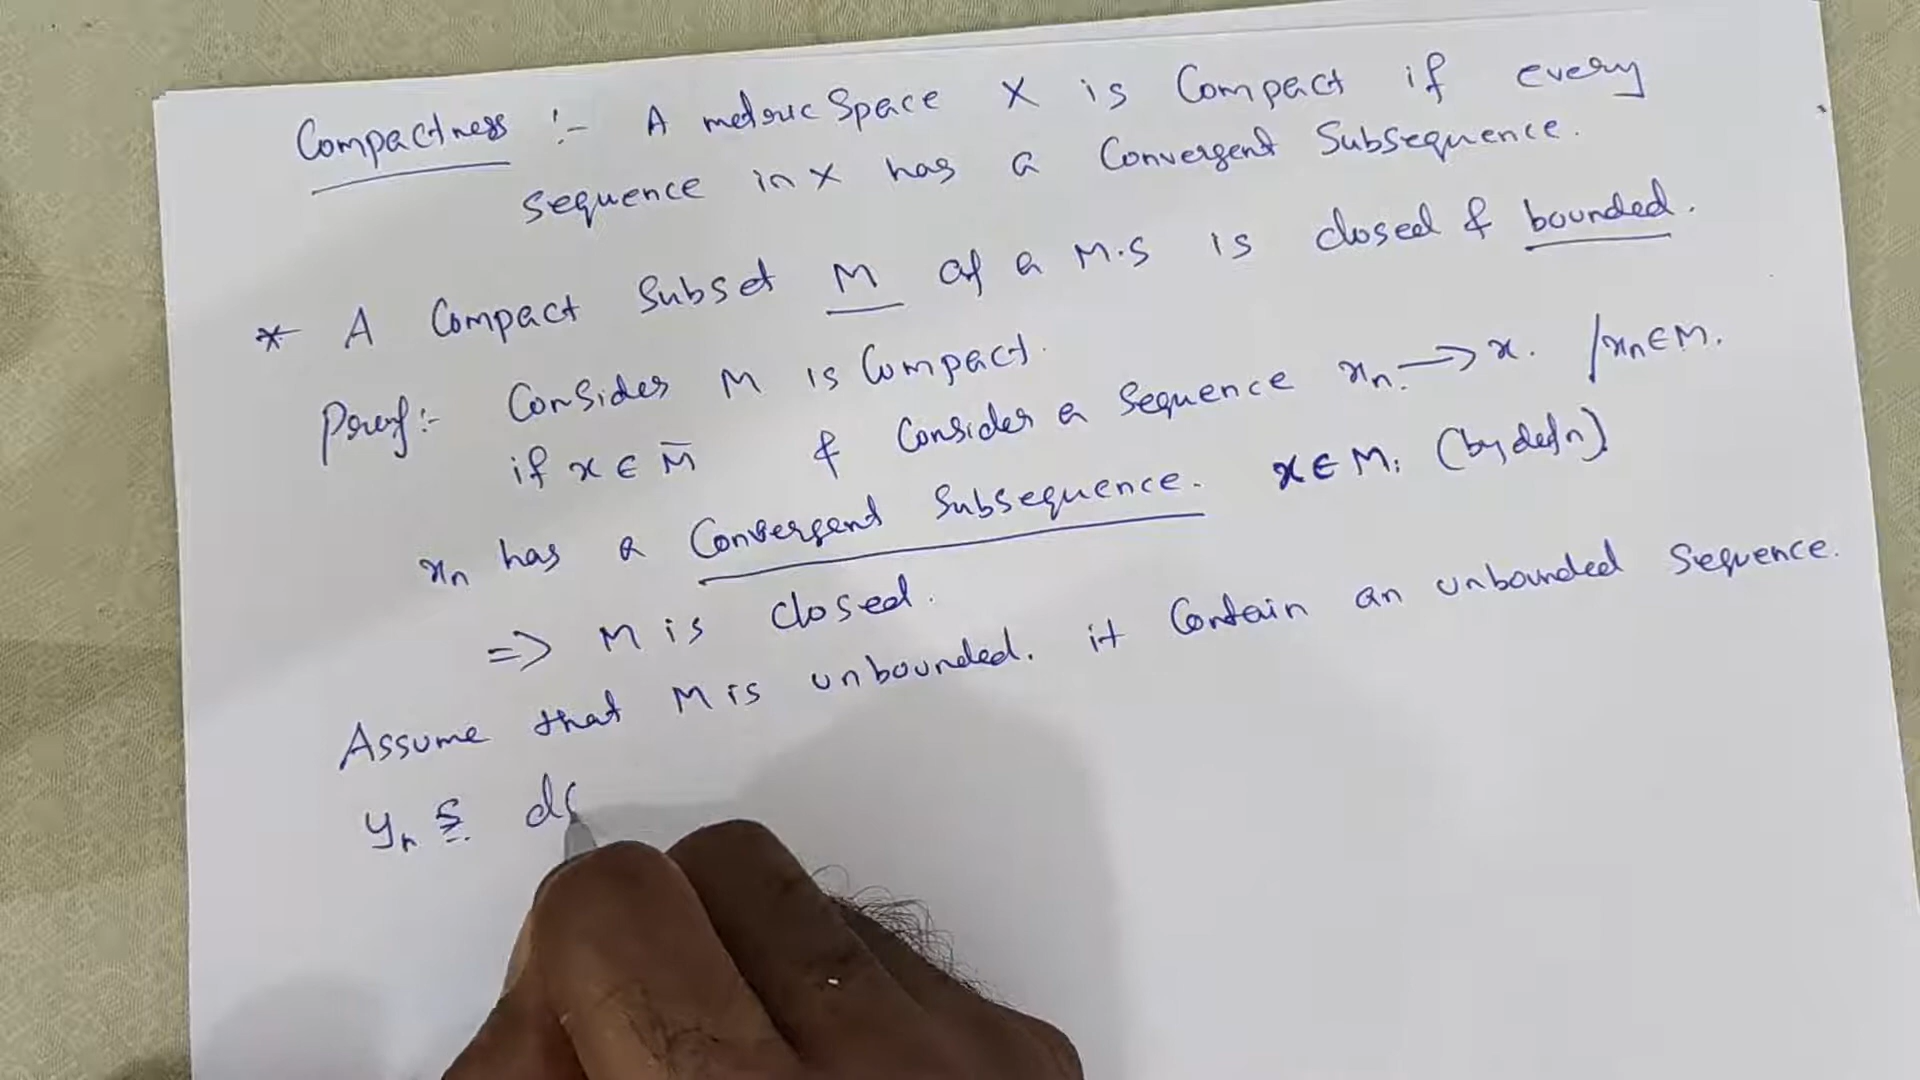 Compactness :- A metric space X is Compact if every
sequence in X has a Convergent Subsequence.
* A Compact Subset M of a M.S is closed & bounded.
Proof:- Consider M is Compact.
if x ∈ M̄ & Consider a sequence xₙ → x. /xₙ∈M.
xₙ has a Convergent Subsequence. x∈M. (by defn).
=> M is closed.
Assume that M is unbounded. it Contain an unbounded sequence.
yₙ d(